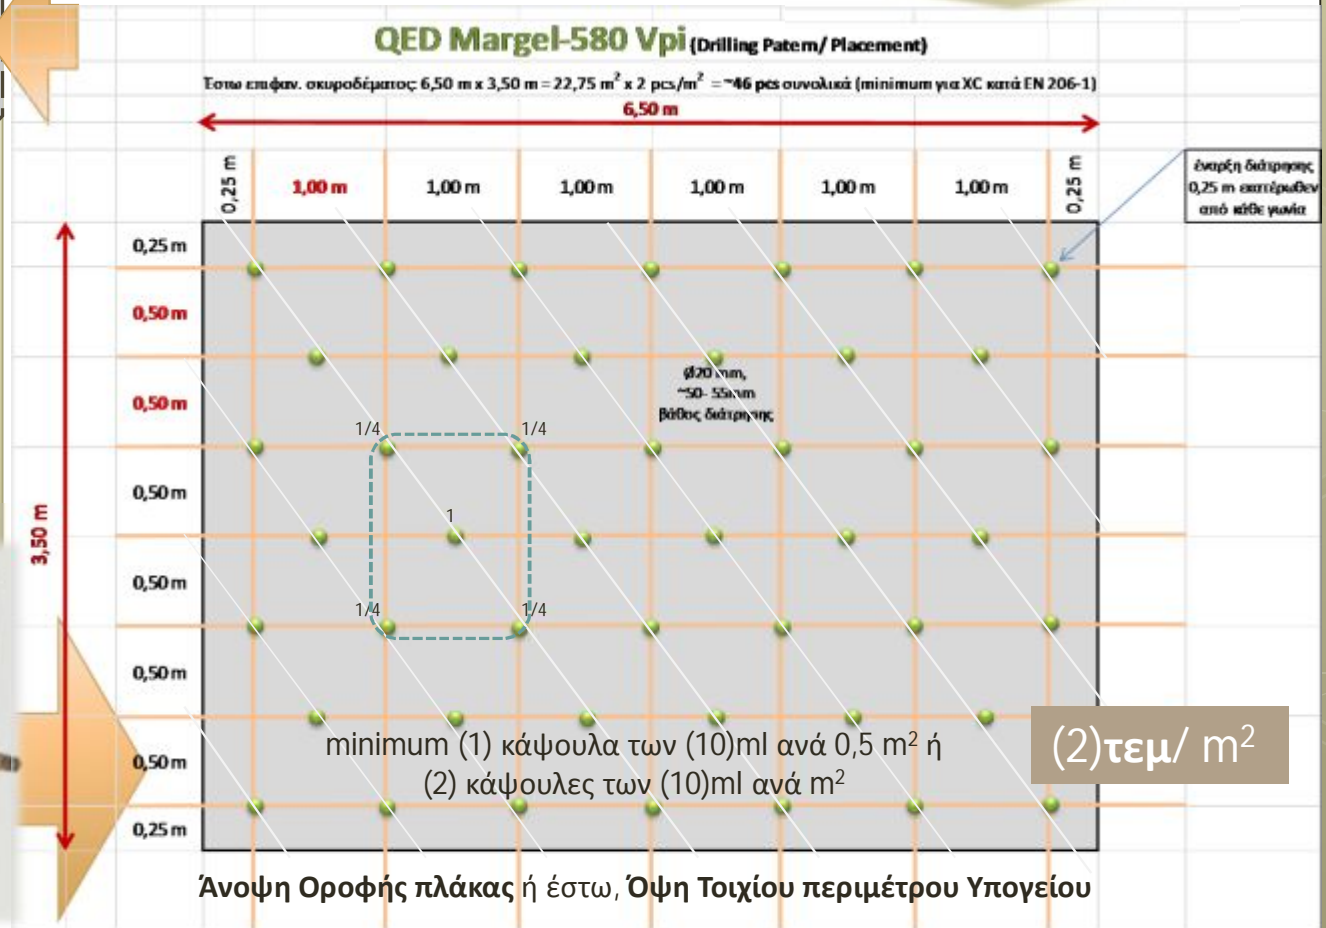 QED Margel-580 Vpi (Drilling Patern/ Placement)
Έστω επιφαν. σκυροδέματος: 6,50 m x 3,50 m = 22,75 m² x 2 pcs/m² = ~46 pcs συνολικά (minimum για XC κατά EN 206-1)
6,50 m
0,25 m
1,00 m
1,00 m
1,00 m
1,00 m
1,00 m
1,00 m
0,25 m
έναρξη διάτρησης
0,25 m εκατέρωθεν
από κάθε γωνία
0,25 m
0,50 m
0,50 m
0,50 m
0,50 m
0,50 m
0,50 m
0,25 m
3,50 m
Ø20 mm,
~50- 55mm
βάθος διάτρησης
1/4
1/4
1
1/4
1/4
minimum (1) κάψουλα των (10)ml ανά 0,5 m² ή
(2) κάψουλες των (10)ml ανά m²
(2)τεμ/ m²
Άνοψη Οροφής πλάκας ή έστω, Όψη Τοιχίου περιμέτρου Υπογείου